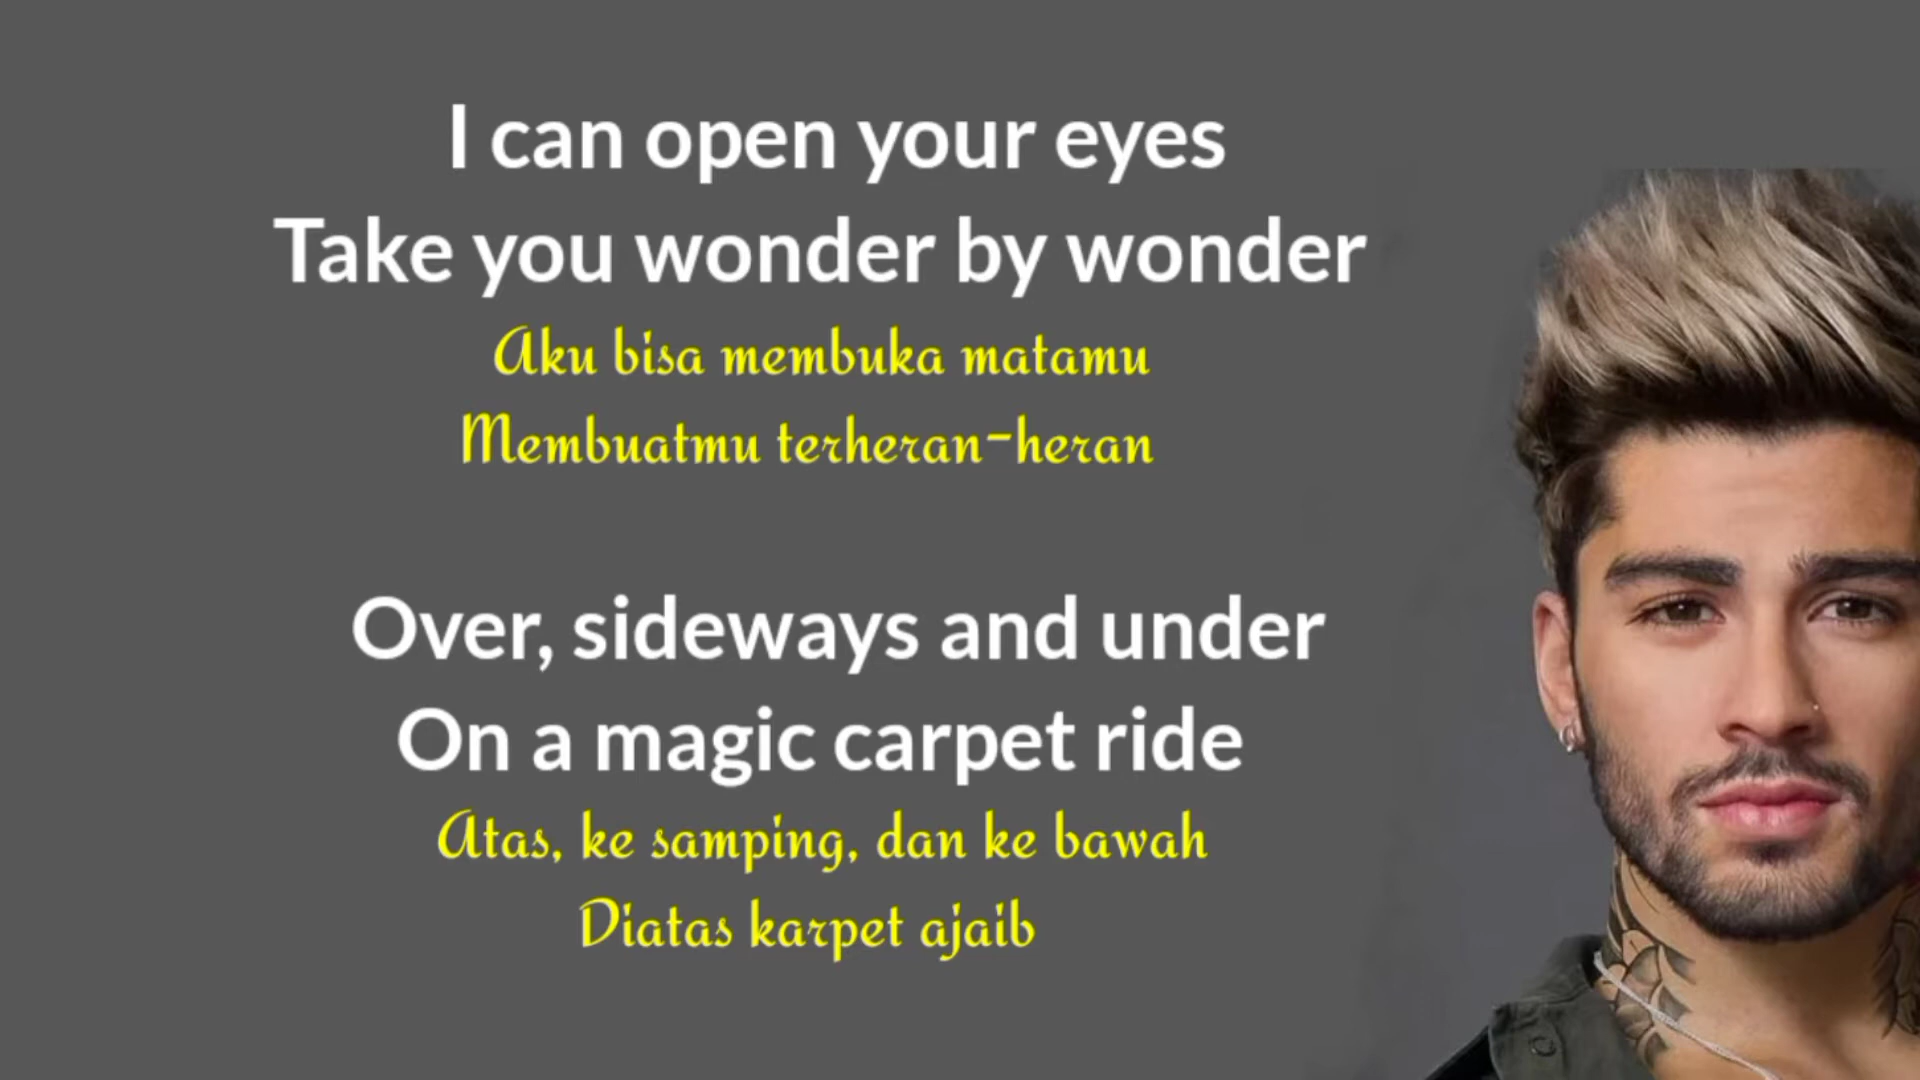 I can open your eyes
Take you wonder by wonder
Aku bisa membuka matamu
Membuatmu terheran-heran
Over, sideways and under
On a magic carpet ride
Atas, ke samping, dan ke bawah
Diatas karpet ajaib